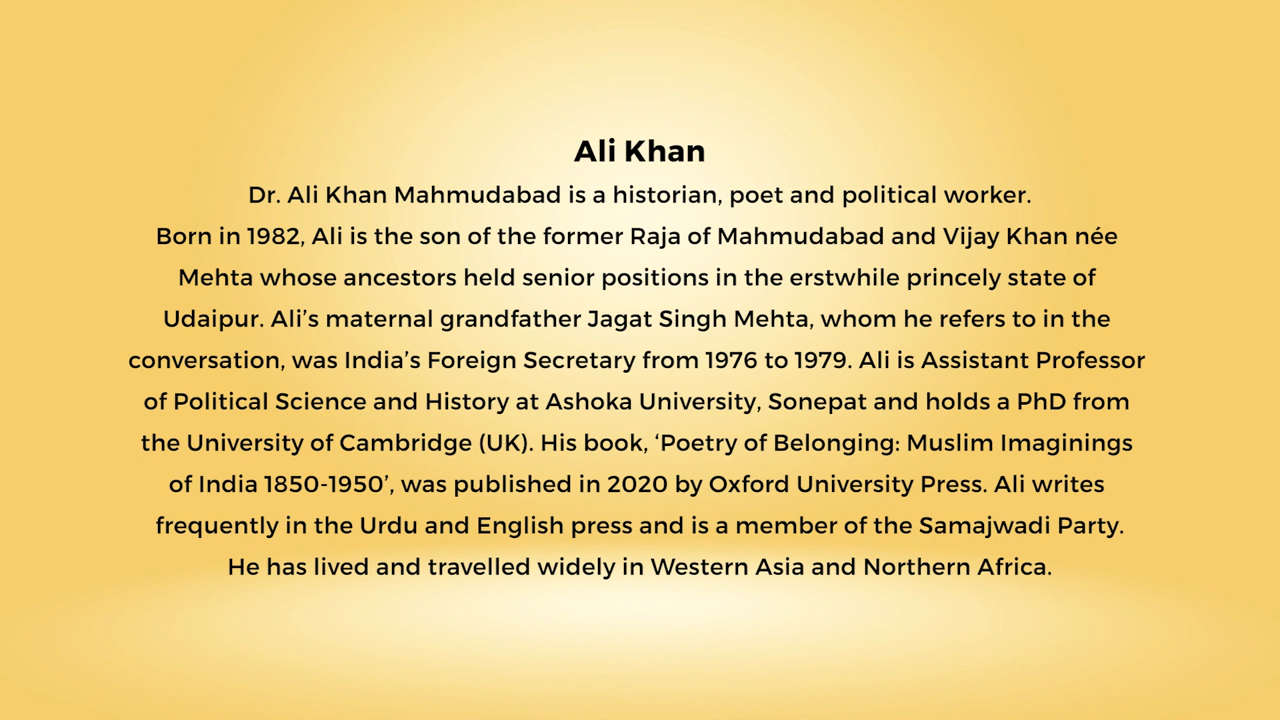 Ali Khan
Dr. Ali Khan Mahmudabad is a historian, poet and political worker.
Born in 1982, Ali is the son of the former Raja of Mahmudabad and Vijay Khan née
Mehta whose ancestors held senior positions in the erstwhile princely state of
Udaipur. Ali’s maternal grandfather Jagat Singh Mehta, whom he refers to in the
conversation, was India’s Foreign Secretary from 1976 to 1979. Ali is Assistant Professor
of Political Science and History at Ashoka University, Sonepat and holds a PhD from
the University of Cambridge (UK). His book, ‘Poetry of Belonging: Muslim Imaginings
of India 1850-1950’, was published in 2020 by Oxford University Press. Ali writes
frequently in the Urdu and English press and is a member of the Samajwadi Party.
He has lived and travelled widely in Western Asia and Northern Africa.